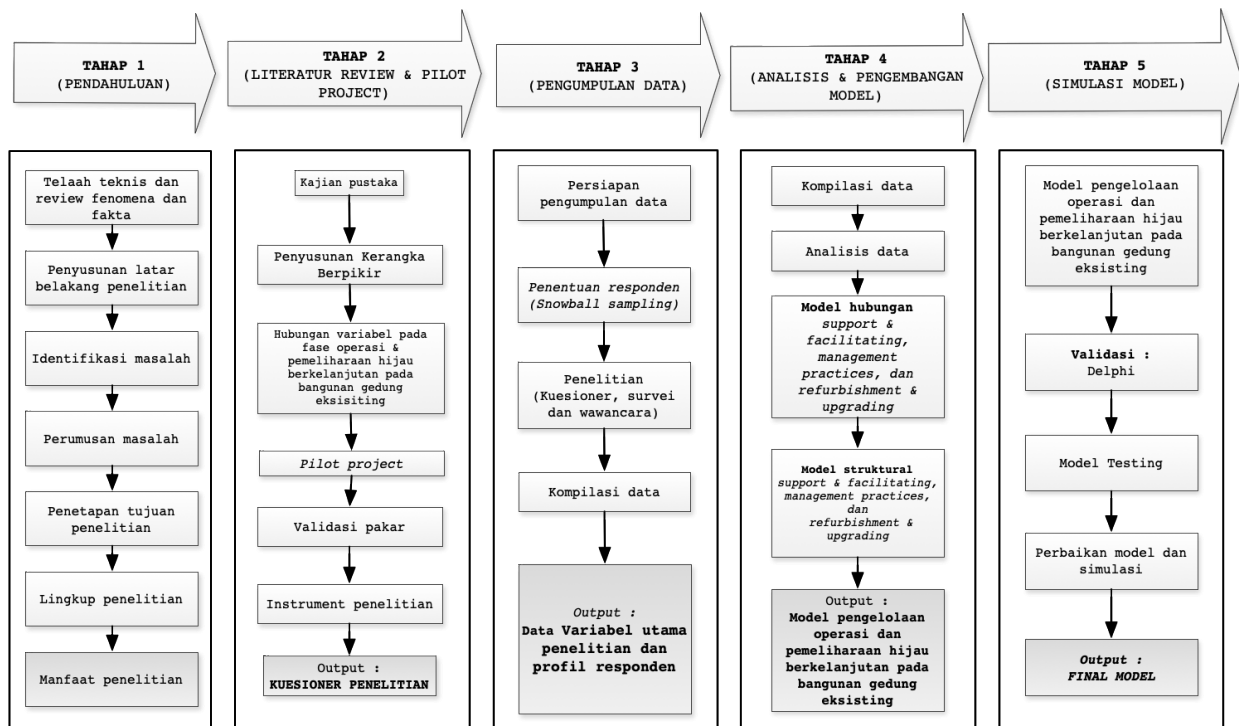 TAHAP 1
(PENDAHULUAN)
TAHAP 2
(LITERATUR REVIEW & PILOT
PROJECT)
TAHAP 3
(PENGUMPULAN DATA)
TAHAP 4
(ANALISIS & PENGEMBANGAN
MODEL)
TAHAP 5
(SIMULASI MODEL)
Telaah teknis dan
review fenomena dan
fakta
Penyusunan latar
belakang penelitian
Identifikasi masalah
Perumusan masalah
Penetapan tujuan
penelitian
Lingkup penelitian
Manfaat penelitian
Kajian pustaka
Penyusunan Kerangka
Berpikir
Hubungan variabel pada
fase operasi &
pemeliharaan hijau
berkelanjutan pada
bangunan gedung
eksisiting
Pilot project
Validasi pakar
Instrument penelitian
Output :
KUESIONER PENELITIAN
Persiapan
pengumpulan data
Penentuan responden
(Snowball sampling)
Penelitian
(Kuesioner, survei
dan wawancara)
Kompilasi data
Output :
Data Variabel utama
penelitian dan
profil responden
Kompilasi data
Analisis data
Model hubungan
support &
facilitating,
management
practices, dan
refurbishment &
upgrading
Model struktural
support & facilitating,
management practices,
dan
refurbishment &
upgrading
Output :
Model pengelolaan
operasi dan
pemeliharaan hijau
berkelanjutan pada
bangunan gedung
eksisting
Model pengelolaan
operasi dan
pemeliharaan hijau
berkelanjutan pada
bangunan gedung
eksisting
Validasi :
Delphi
Model Testing
Perbaikan model dan
simulasi
Output :
FINAL MODEL